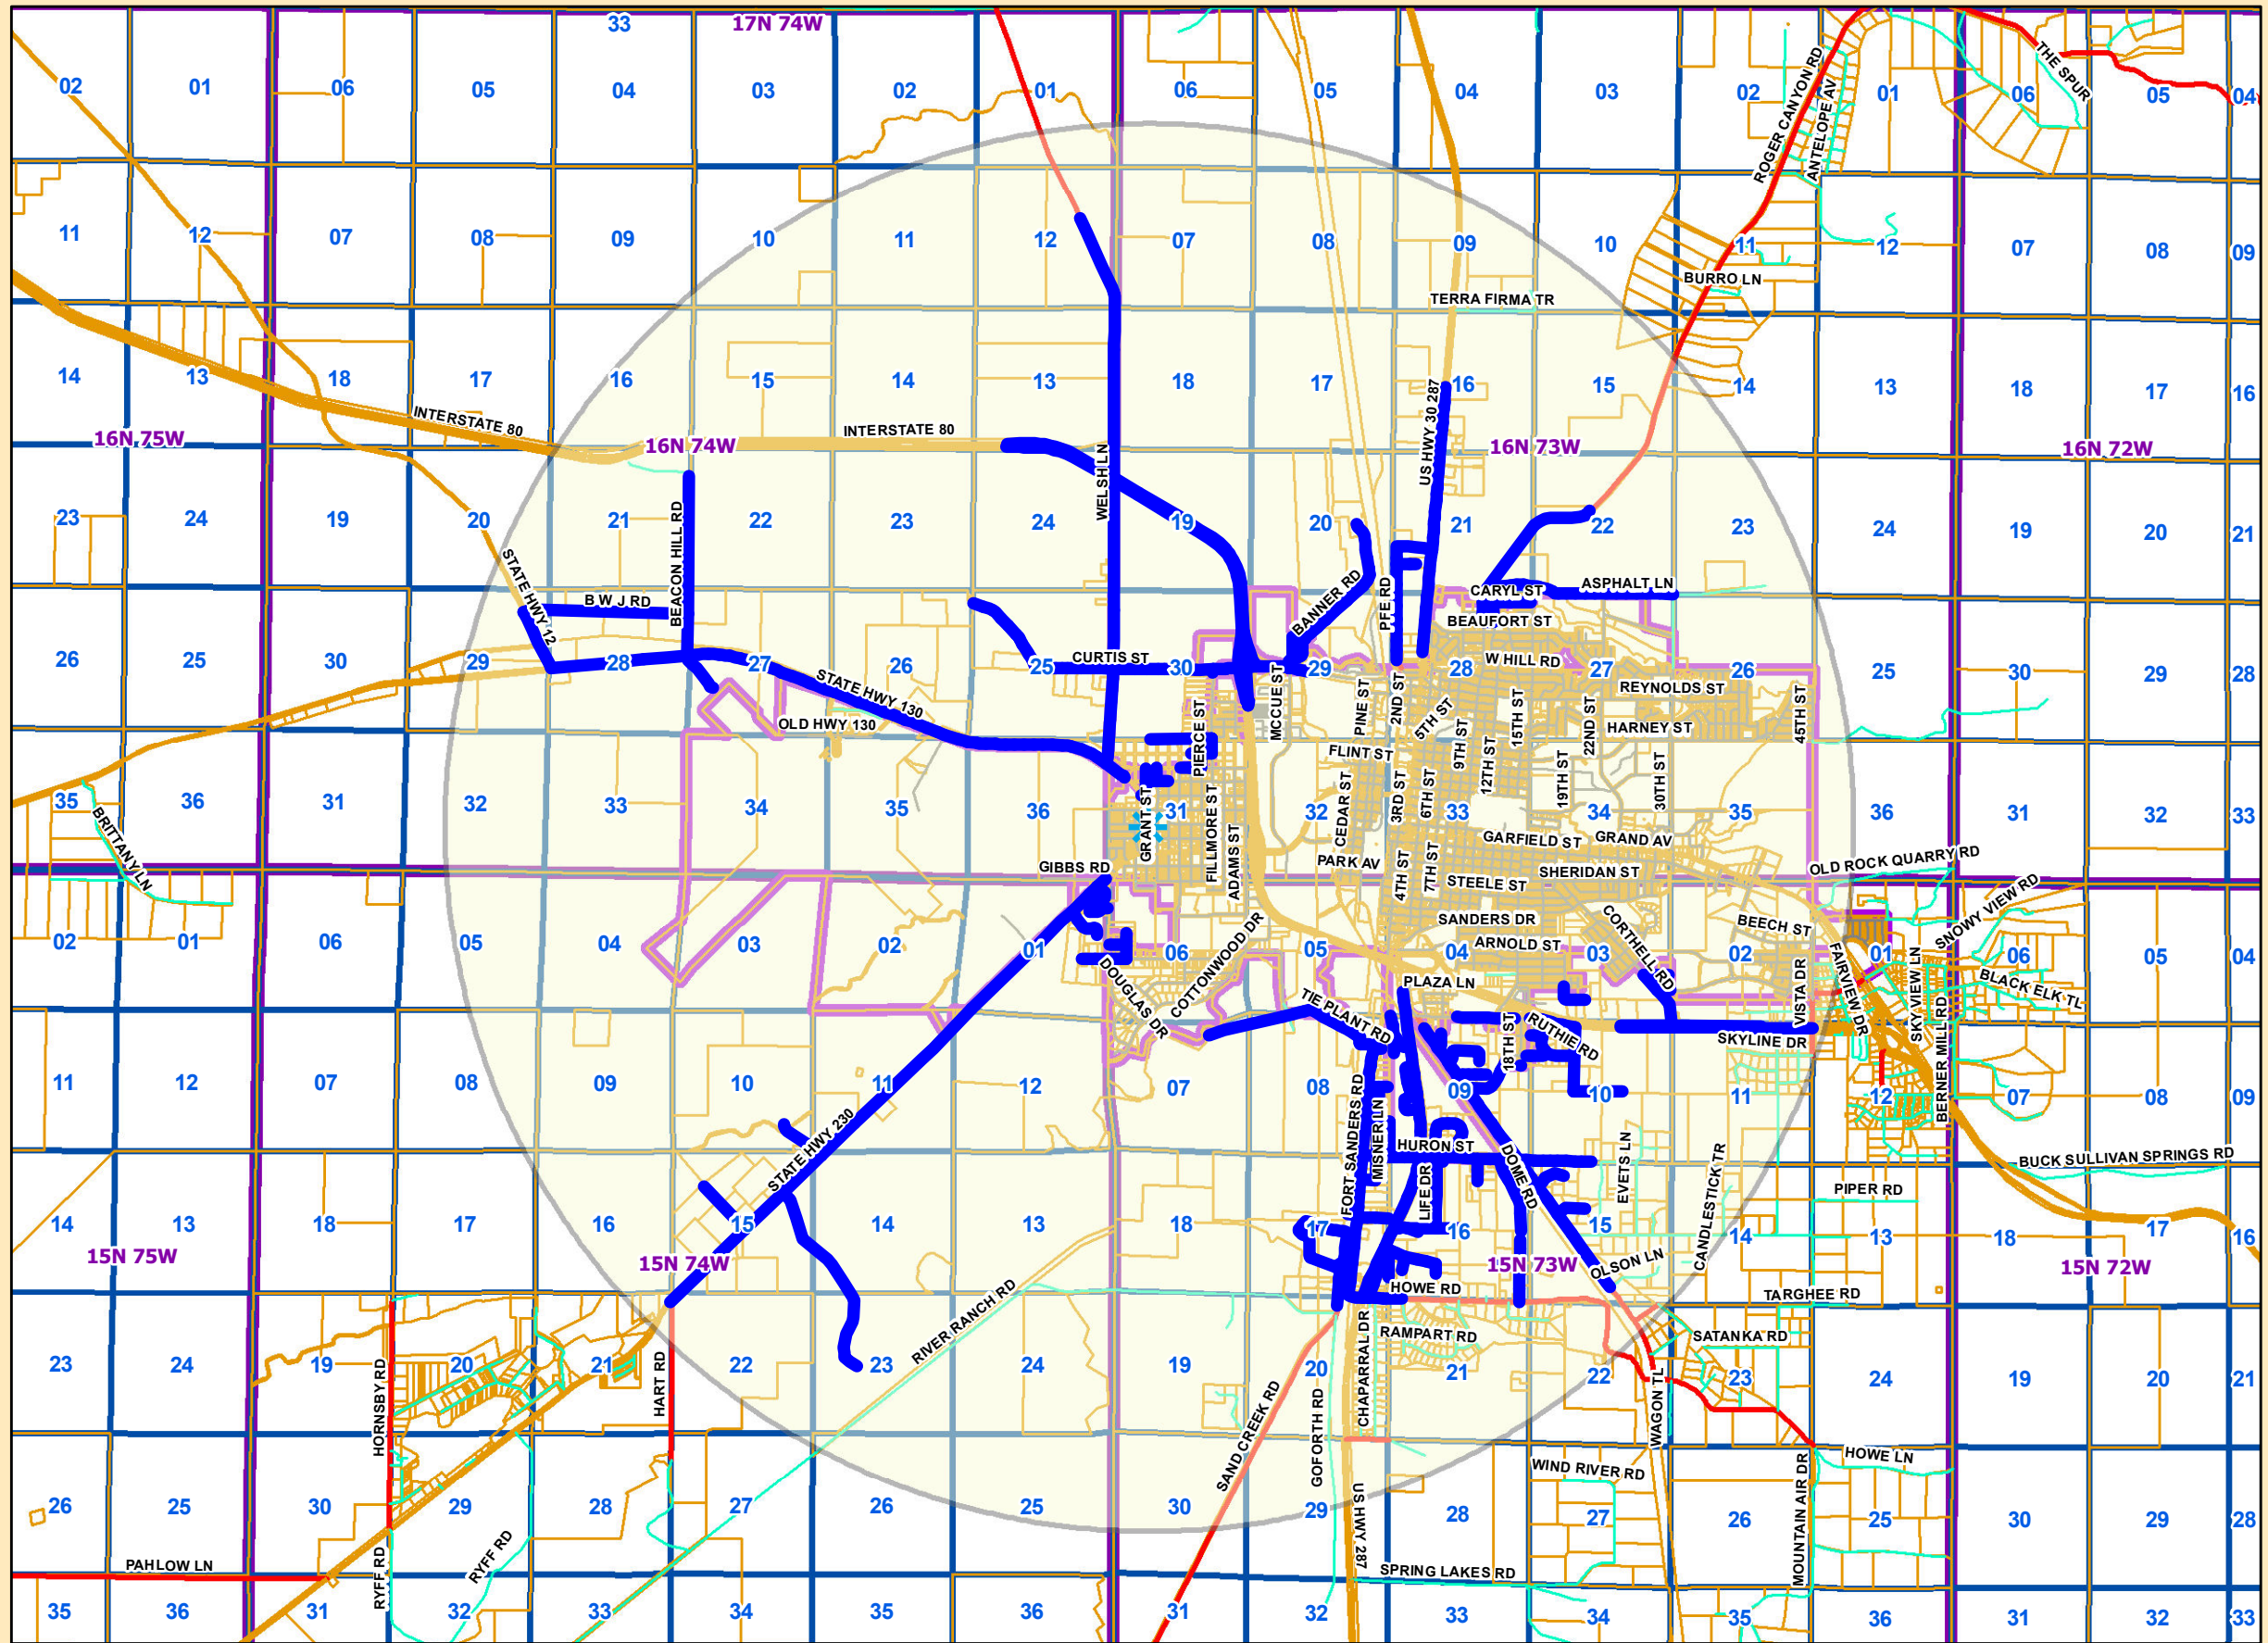 33 17N 74W
02 01 06 05 04 03 02 01 06 05 04 03 02 01 06 05 04
THE SPUR
ROGER CANYON RD
ANTELOPE AV
11 12 07 08 09 10 11 12 07 08 09 10 11 12 07 08 09
BURRO LN
TERRA FIRMA TR
14 13 18 17 16 15 14 13 18 17 16 15 14 13 18 17 16
INTERSTATE 80
INTERSTATE 80
US HWY 30 287
16N 75W 16N 74W 16N 73W 16N 72W
WELSH LN
23 24 19 20 21 22 23 24 19 20 21 22 23 24 19 20 21
BEACON HILL RD
STATE HWY 12
B W J RD
BANNER RD
PFE RD
CARYL ST
ASPHALT LN
BEAUFORT ST
26 25 30 29 28 27 26 25 30 29 28 27 26 25 30 29 28
CURTIS ST
W HILL RD
REYNOLDS ST
STATE HWY 130
OLD HWY 130
MCCUE ST
PIERCE ST
PINE ST
2ND ST
5TH ST
9TH ST
15TH ST
22ND ST
HARNEY ST
45TH ST
FLINT ST
12TH ST
19TH ST
30TH ST
35 36 31 32 33 34 35 36 31 32 33 34 35 36 31 32 33
BRITTANY LN
GRANT ST
FILLMORE ST
ADAMS ST
CEDAR ST
3RD ST
6TH ST
GARFIELD ST
GRAND AV
GIBBS RD
PARK AV
4TH ST
7TH ST
STEELE ST
SHERIDAN ST
OLD ROCK QUARRY RD
SNOWY VIEW RD
SANDERS DR
CORTHELL RD
BEECH ST
ARNOLD ST
02 01 06 05 04 03 02 01 06 05 04 03 02 01 06 05 04
DOUGLAS DR
COTTONWOOD DR
PLAZA LN
TIE PLANT RD
VISTA DR
FAIRVIEW DR
SKY VIEW LN
BLACK ELK TL
18TH ST
RUTHIE RD
SKYLINE DR
BERNER MILL RD
11 12 07 08 09 10 11 12 07 08 09 10 11 12 07 08 09
STATE HWY 230
FORT SANDERS RD
MISNER LN
HURON ST
LIFE DR
DOME RD
EVETS LN
CANDLESTICK TR
BUCK SULLIVAN SPRINGS RD
PIPER RD
14 13 18 17 16 15 14 13 18 17 16 15 14 13 18 17 16
15N 75W 15N 74W 15N 73W 15N 72W
OLSON LN
HOWE RD
TARGHEE RD
RIVER RANCH RD
RAMPART RD
SATANKA RD
23 24 19 20 21 22 23 24 19 20 21 22 23 24 19 20 21
HORNSBY RD
HART RD
SAND CREEK RD
GOFORTH RD
CHAPARRAL DR
WAGON TL
HOWE LN
WIND RIVER RD
MOUNTAIN AIR DR
26 25 30 29 28 27 26 25 30 29 28 27 26 25 30 29 28
US HWY 287
PAHLOW LN
RYFF RD
RYFF RD
SPRING LAKES RD
35 36 31 32 33 34 35 36 31 32 33 34 35 36 31 32 33